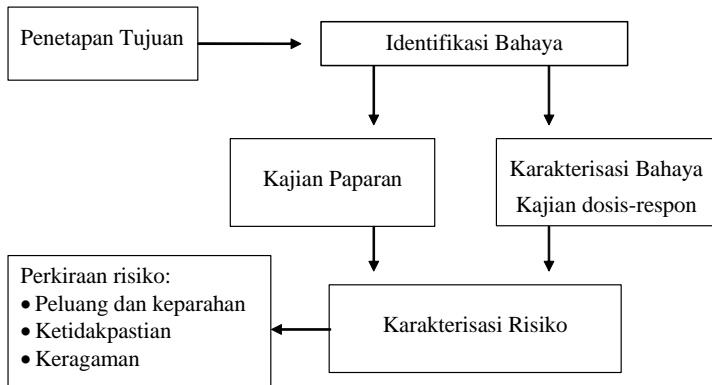 Penetapan Tujuan
Identifikasi Bahaya
Kajian Paparan
Karakterisasi Bahaya
Kajian dosis-respon
Perkiraan risiko:
• Peluang dan keparahan
• Ketidakpastian
• Keragaman
Karakterisasi Risiko